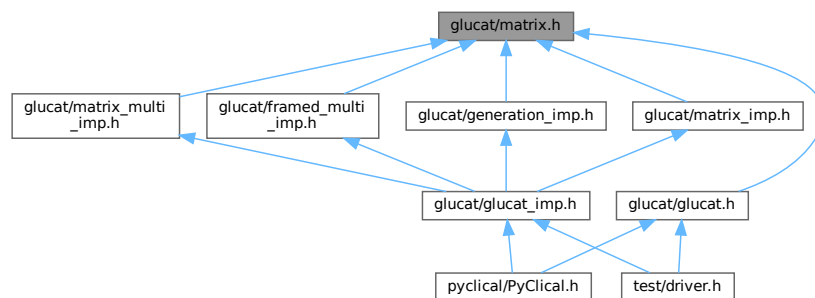 glucat/matrix.h
glucat/matrix_multi
_imp.h
glucat/framed_multi
_imp.h
glucat/generation_imp.h
glucat/matrix_imp.h
glucat/glucat_imp.h
glucat/glucat.h
pyclical/PyClical.h
test/driver.h